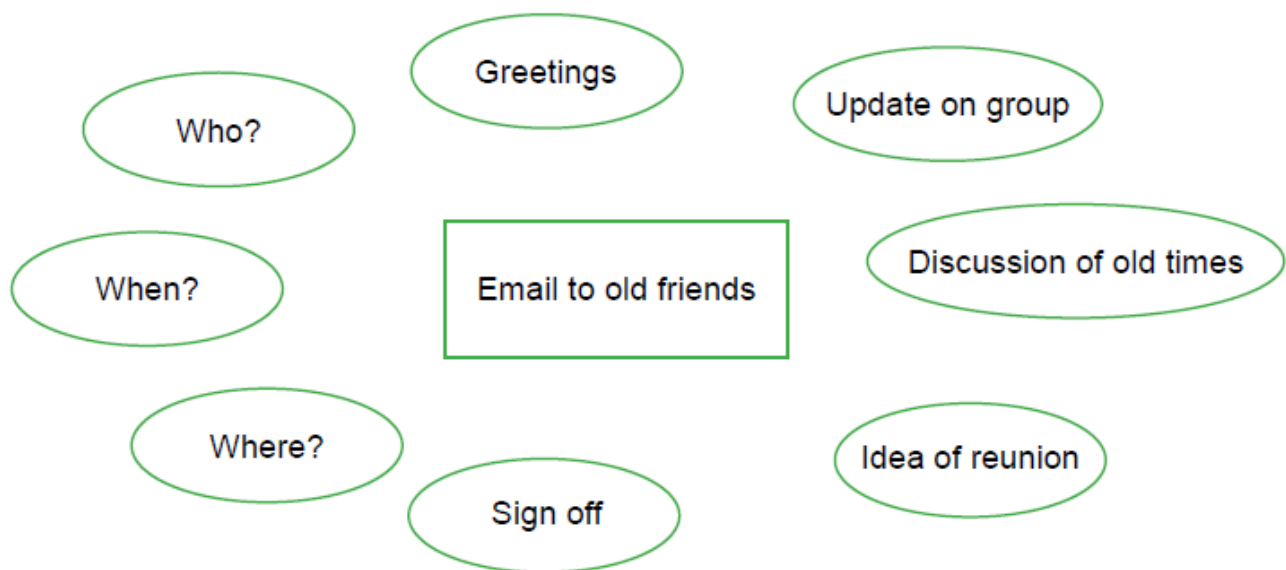 Greetings
Update on group
Who?
Discussion of old times
When?
Email to old friends
Where?
Idea of reunion
Sign off